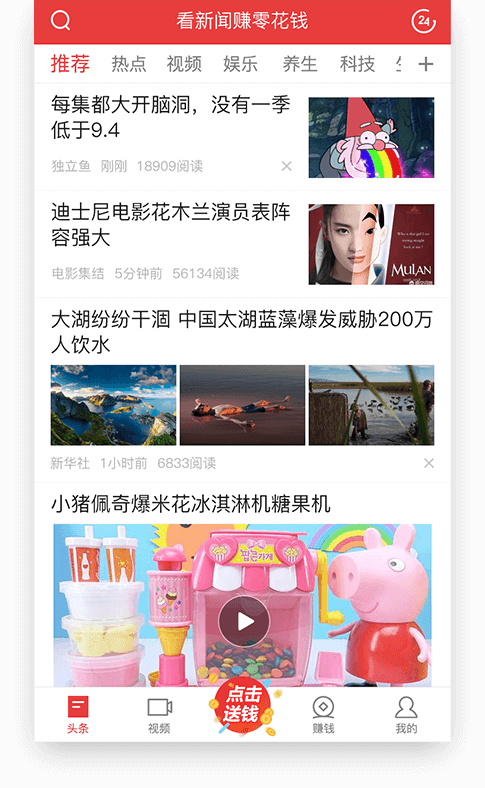 看新闻赚零花钱
24
推荐 热点 视频 娱乐 养生 科技
每集都大开脑洞，没有一季
低于9.4
独立鱼 刚刚 18909阅读
迪士尼电影花木兰演员表阵
容强大
电影集结 5分钟前 56134阅读
MULAN
大湖纷纷干涸 中国太湖蓝藻爆发威胁200万
人饮水
新华社 1小时前 6833阅读
小猪佩奇爆米花冰淇淋机糖果机
팝콘가게
点击
送钱
头条 视频 赚钱 我的